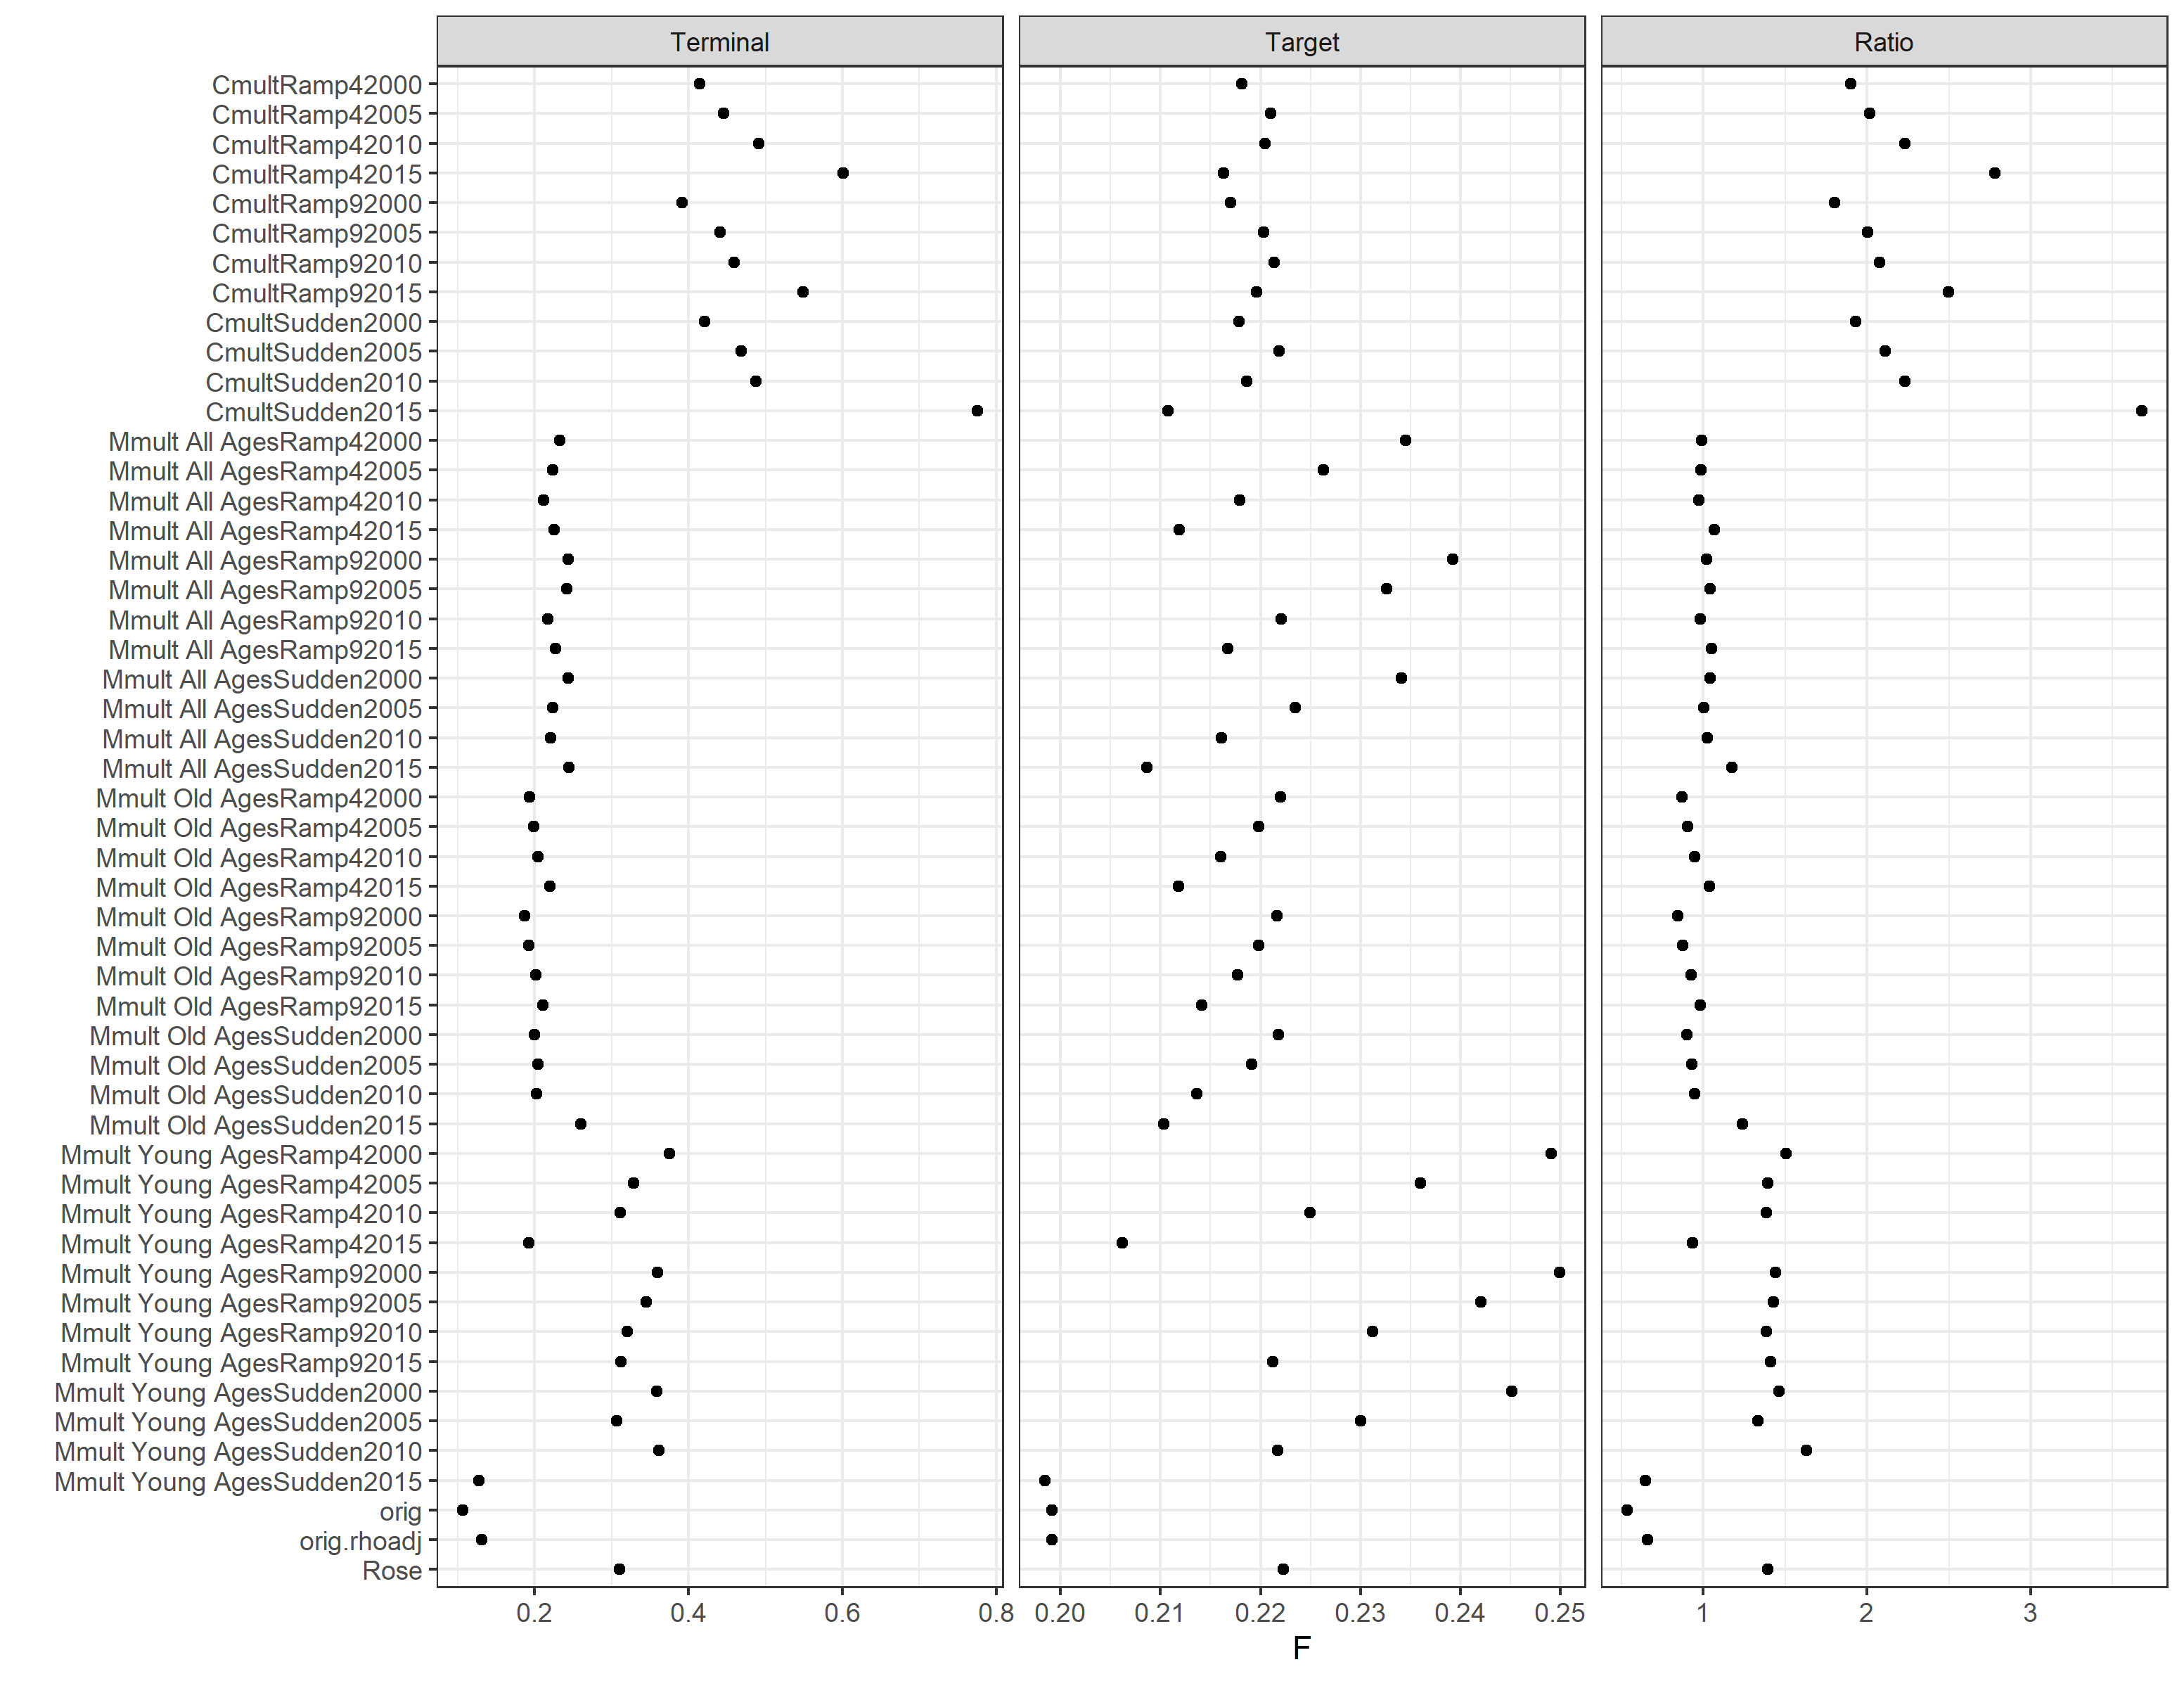 Terminal Target Ratio
CmultRamp42000
CmultRamp42005
CmultRamp42010
CmultRamp42015
CmultRamp92000
CmultRamp92005
CmultRamp92010
CmultRamp92015
CmultSudden2000
CmultSudden2005
CmultSudden2010
CmultSudden2015
Mmult All AgesRamp42000
Mmult All AgesRamp42005
Mmult All AgesRamp42010
Mmult All AgesRamp42015
Mmult All AgesRamp92000
Mmult All AgesRamp92005
Mmult All AgesRamp92010
Mmult All AgesRamp92015
Mmult All AgesSudden2000
Mmult All AgesSudden2005
Mmult All AgesSudden2010
Mmult All AgesSudden2015
Mmult Old AgesRamp42000
Mmult Old AgesRamp42005
Mmult Old AgesRamp42010
Mmult Old AgesRamp42015
Mmult Old AgesRamp92000
Mmult Old AgesRamp92005
Mmult Old AgesRamp92010
Mmult Old AgesRamp92015
Mmult Old AgesSudden2000
Mmult Old AgesSudden2005
Mmult Old AgesSudden2010
Mmult Old AgesSudden2015
Mmult Young AgesRamp42000
Mmult Young AgesRamp42005
Mmult Young AgesRamp42010
Mmult Young AgesRamp42015
Mmult Young AgesRamp92000
Mmult Young AgesRamp92005
Mmult Young AgesRamp92010
Mmult Young AgesRamp92015
Mmult Young AgesSudden2000
Mmult Young AgesSudden2005
Mmult Young AgesSudden2010
Mmult Young AgesSudden2015
orig
orig.rhoadj
Rose
0.2 0.4 0.6 0.8 0.20 0.21 0.22 0.23 0.24 0.25 1 2 3
F